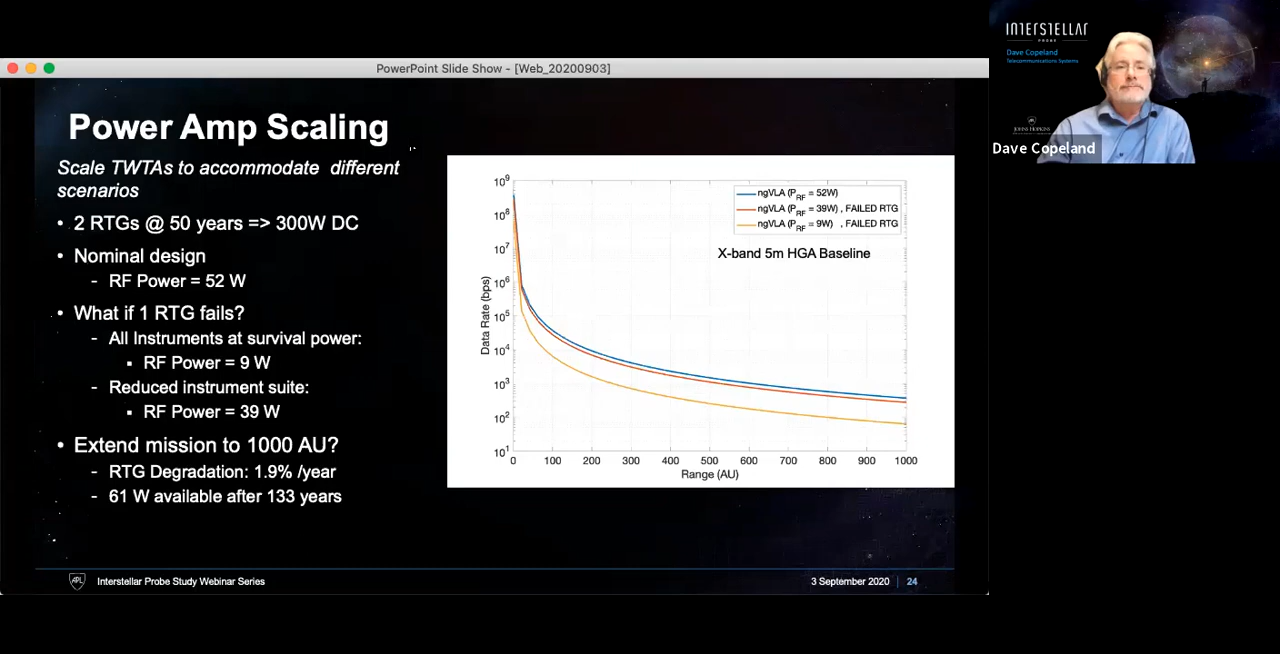 INTERSTELLAR
PROBE
Dave Copeland
Telecommunications Systems
JOHNS HOPKINS
Dave Copeland
PowerPoint Slide Show - [Web_20200903]
Power Amp Scaling
Scale TWTAs to accommodate different
scenarios
• 2 RTGs @ 50 years => 300W DC
• Nominal design
- RF Power = 52 W
• What if 1 RTG fails?
- All Instruments at survival power:
▪ RF Power = 9 W
- Reduced instrument suite:
▪ RF Power = 39 W
• Extend mission to 1000 AU?
- RTG Degradation: 1.9% /year
- 61 W available after 133 years
ngVLA (P_RF = 52W)
ngVLA (P_RF = 39W) , FAILED RTG
ngVLA (P_RF = 9W) , FAILED RTG
X-band 5m HGA Baseline
Data Rate (bps)
10^9
10^8
10^7
10^6
10^5
10^4
10^3
10^2
10^1
0 100 200 300 400 500 600 700 800 900 1000
Range (AU)
APL Interstellar Probe Study Webinar Series
3 September 2020 | 24